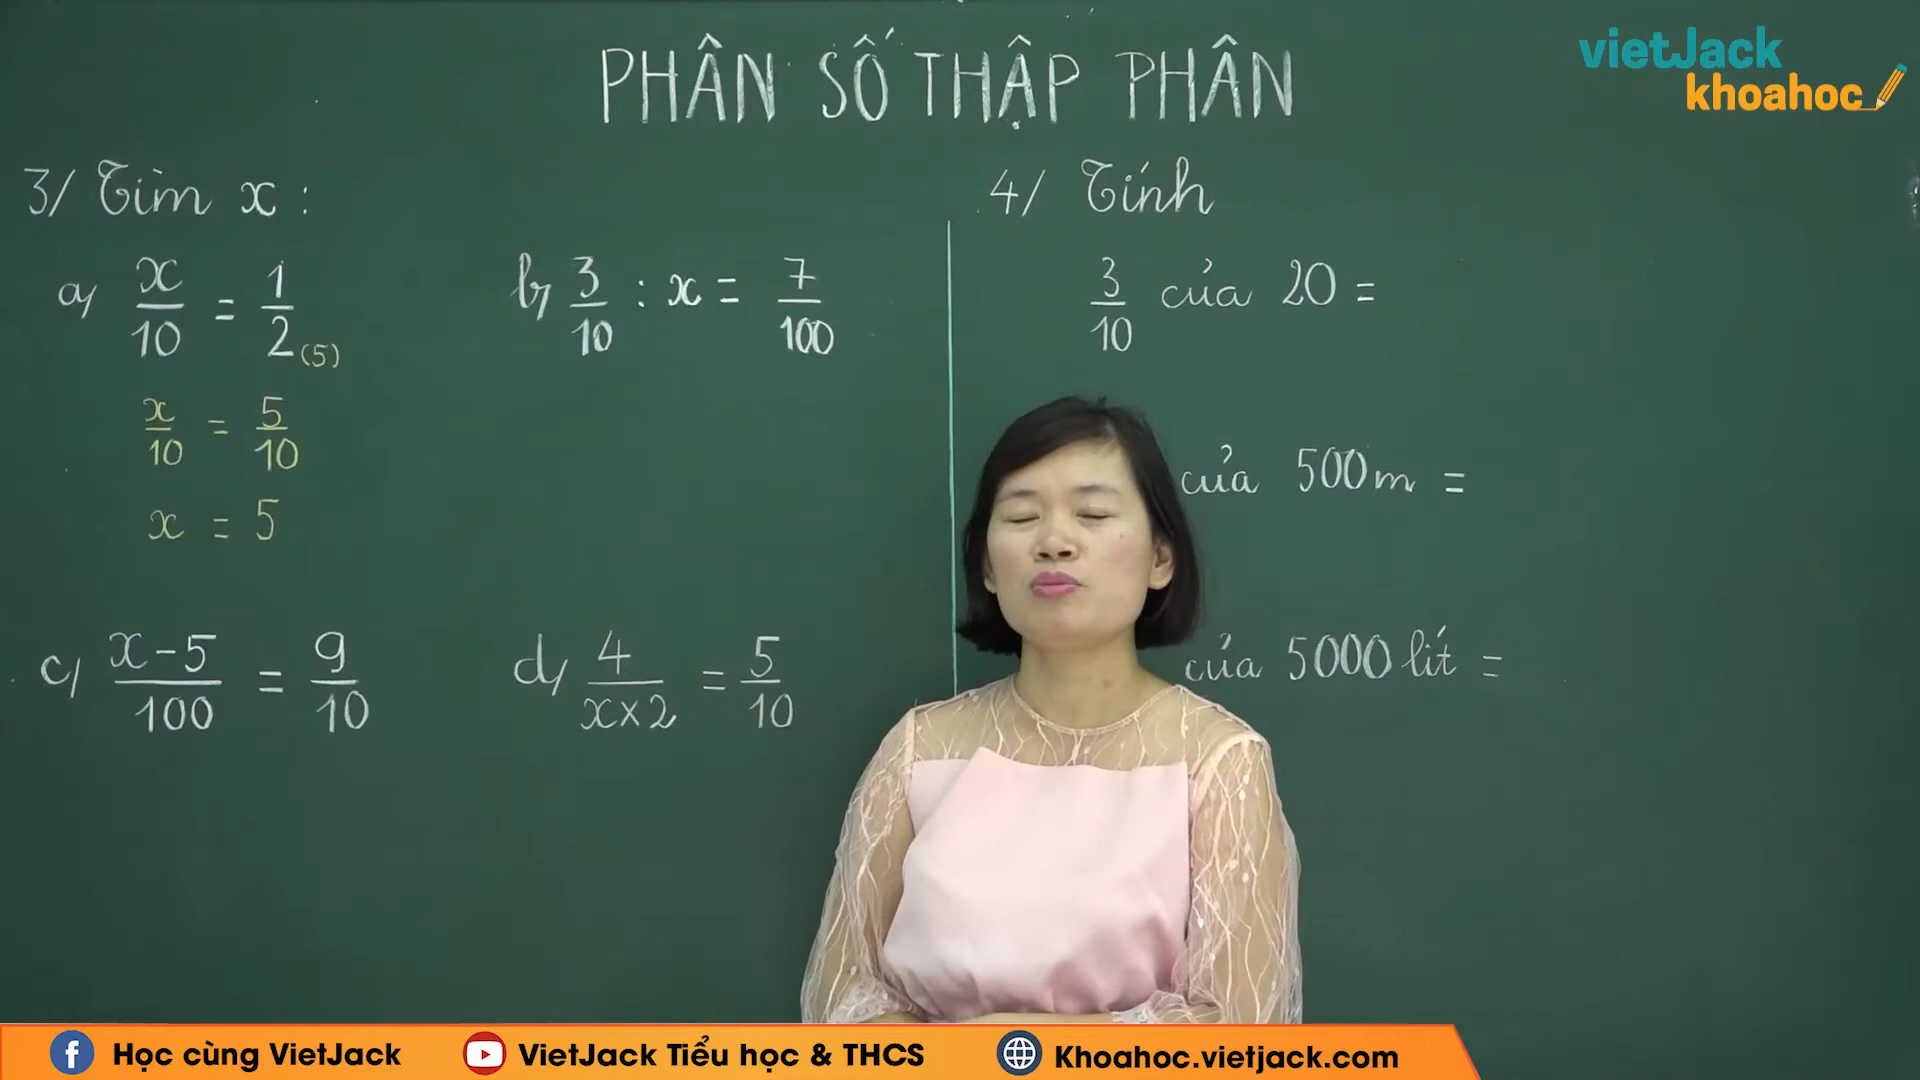 PHÂN SỐ THẬP PHÂN
vietJack
khoahoc
3/ Tìm x :
a) x/10 = 1/2 (5)
x/10 = 5/10
x = 5
b) 3/10 : x = 7/100
c) x-5/100 = 9/10
d) 4/x×2 = 5/10
4/ Tính
3/10 của 20 =
của 500m =
của 5000 lít =
Học cùng VietJack
VietJack Tiểu học & THCS
Khoahoc.vietjack.com